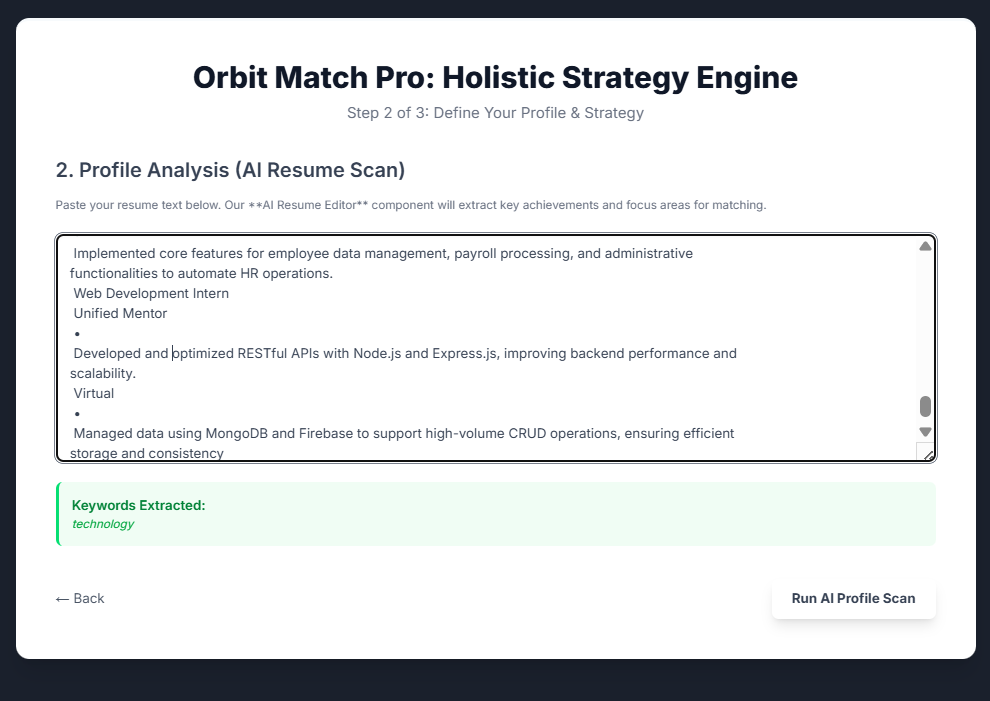 Orbit Match Pro: Holistic Strategy Engine
Step 2 of 3: Define Your Profile & Strategy
2. Profile Analysis (AI Resume Scan)
Paste your resume text below. Our **AI Resume Editor** component will extract key achievements and focus areas for matching.
Implemented core features for employee data management, payroll processing, and administrative
functionalities to automate HR operations.
Web Development Intern
Unified Mentor
•
Developed and optimized RESTful APIs with Node.js and Express.js, improving backend performance and
scalability.
Virtual
•
Managed data using MongoDB and Firebase to support high-volume CRUD operations, ensuring efficient
storage and consistency
Keywords Extracted:
technology
← Back
Run AI Profile Scan